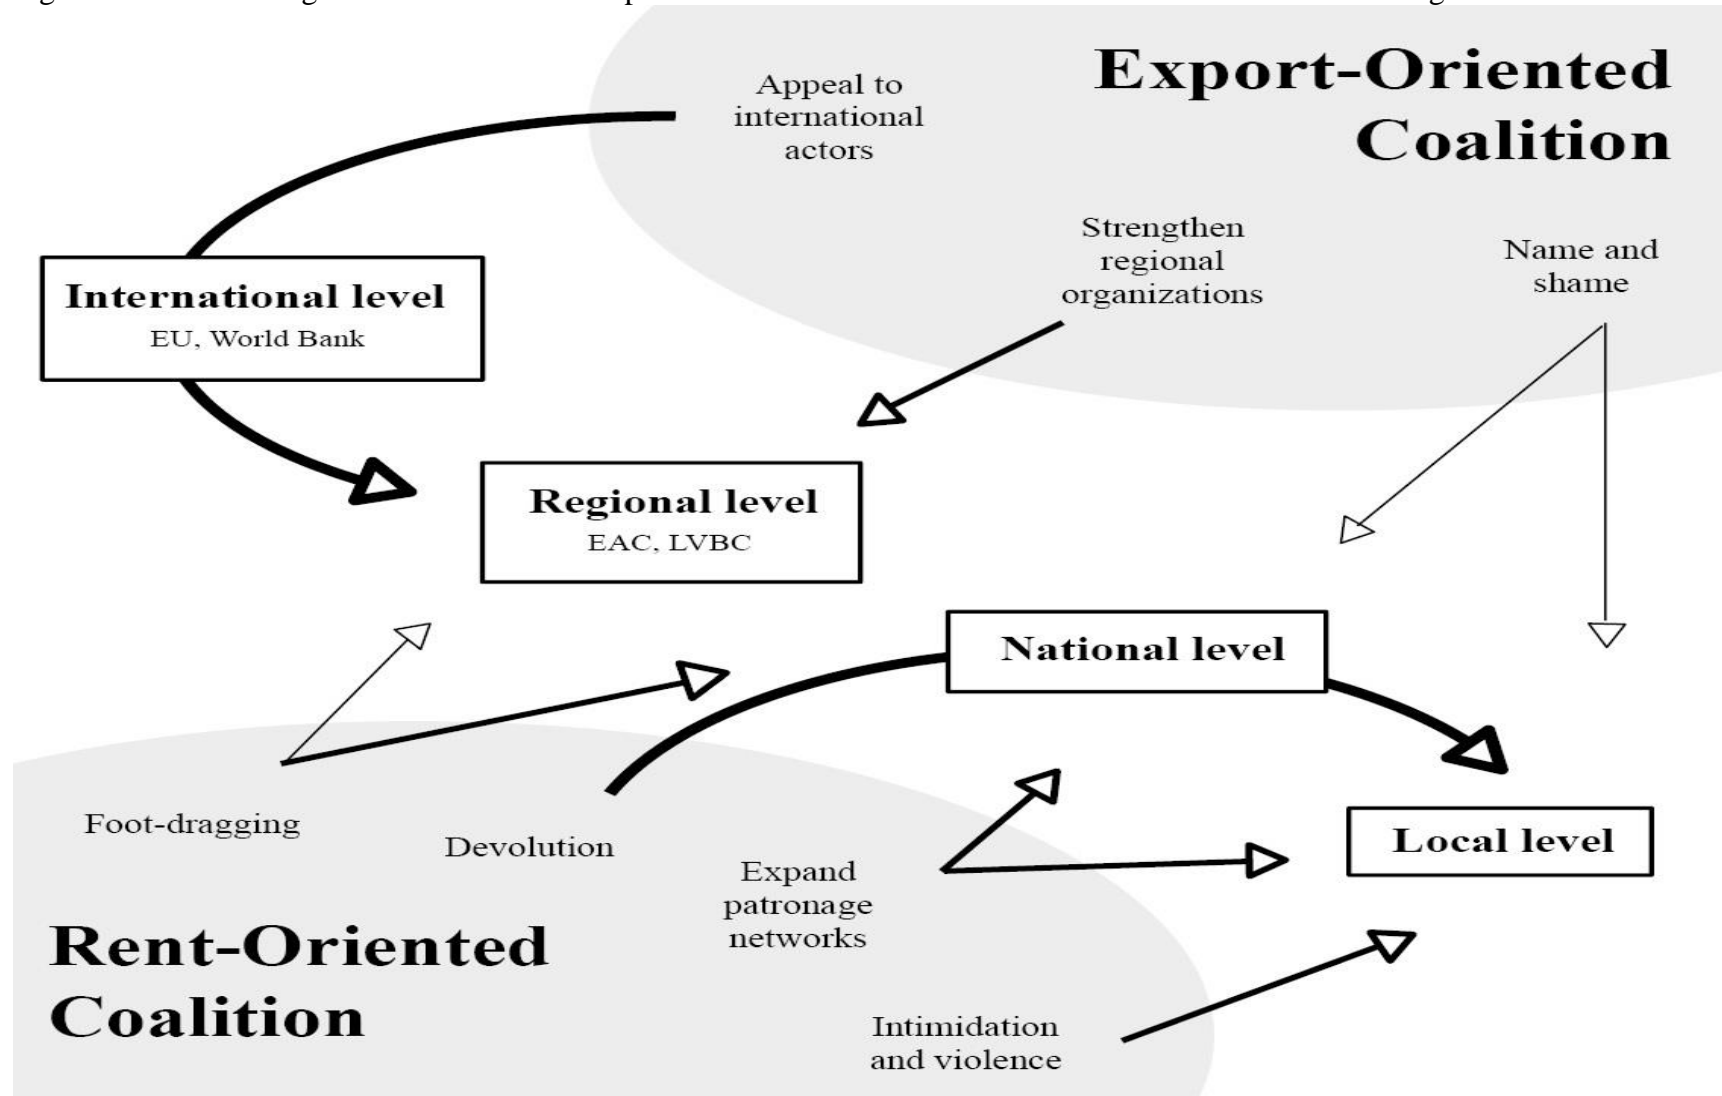 Export-Oriented
Coalition
Appeal to
international
actors
Strengthen
regional
organizations
Name and
shame
International level
EU, World Bank
Regional level
EAC, LVBC
National level
Local level
Foot-dragging
Devolution
Expand
patronage
networks
Rent-Oriented
Coalition
Intimidation
and violence